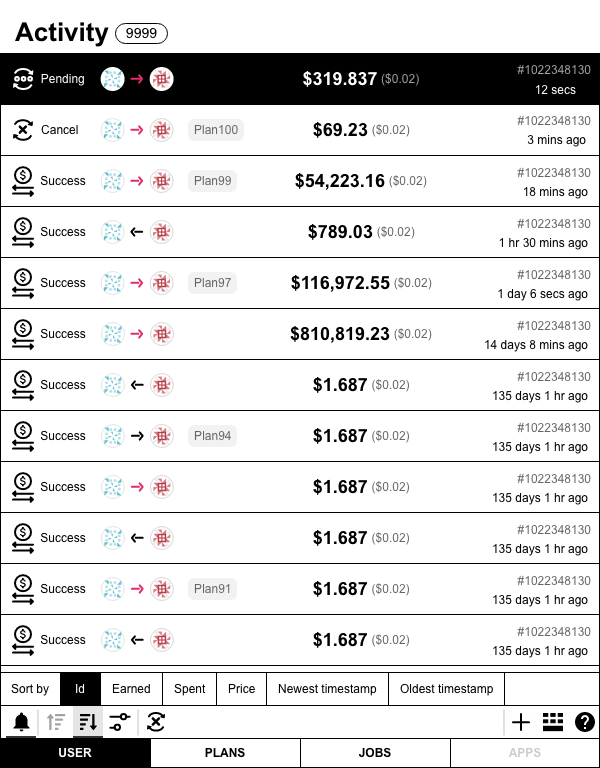 Activity 9999
Pending $319.837 ($0.02) #1022348130
12 secs
Cancel Plan100 $69.23 ($0.02) #1022348130
3 mins ago
Success Plan99 $54,223.16 ($0.02) #1022348130
18 mins ago
Success $789.03 ($0.02) #1022348130
1 hr 30 mins ago
Success Plan97 $116,972.55 ($0.02) #1022348130
1 day 6 secs ago
Success $810,819.23 ($0.02) #1022348130
14 days 8 mins ago
Success $1.687 ($0.02) #1022348130
135 days 1 hr ago
Success Plan94 $1.687 ($0.02) #1022348130
135 days 1 hr ago
Success $1.687 ($0.02) #1022348130
135 days 1 hr ago
Success $1.687 ($0.02) #1022348130
135 days 1 hr ago
Success Plan91 $1.687 ($0.02) #1022348130
135 days 1 hr ago
Success $1.687 ($0.02) #1022348130
135 days 1 hr ago
Sort by Id Earned Spent Price Newest timestamp Oldest timestamp
USER PLANS JOBS APPS